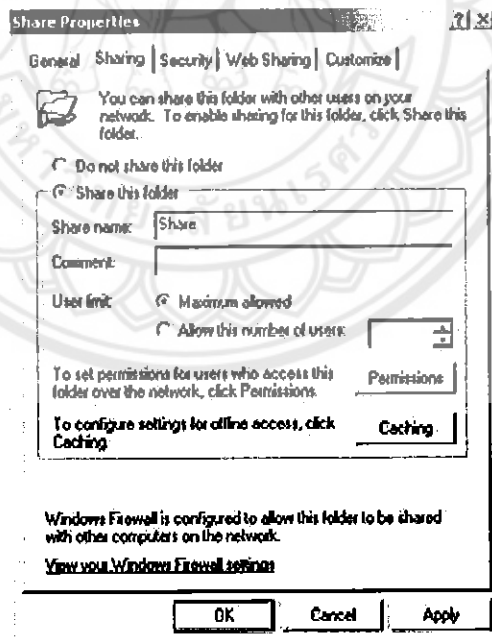 Share Properties
General Sharing Security Web Sharing Customize
You can share this folder with other users on your
network. To enable sharing for this folder, click Share this
folder.
Do not share this folder
Share this folder
Share name: Share
Comment:
User limit: Maximum allowed
Allow this number of users:
To set permissions for users who access this
folder over the network, click Permissions.
Permissions
To configure settings for offline access, click
Caching.
Caching
Windows Firewall is configured to allow this folder to be shared
with other computers on the network.
View your Windows Firewall settings
OK Cancel Apply